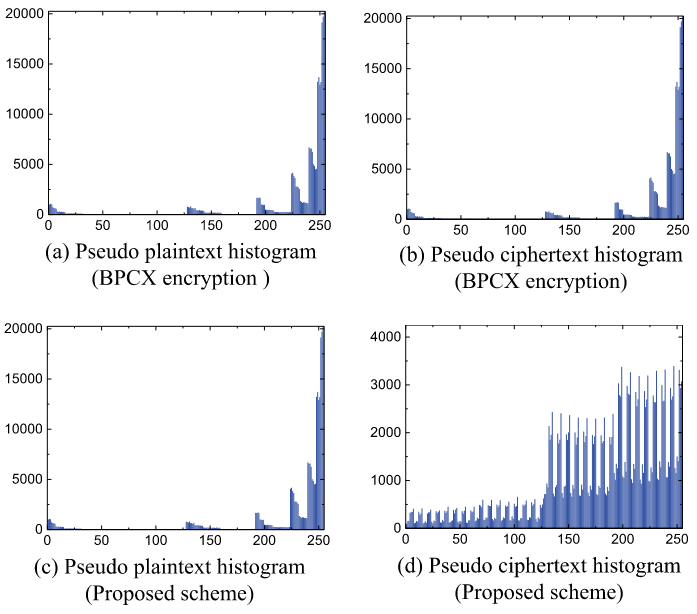 20000
15000
10000
5000
0
0 50 100 150 200 250
(a) Pseudo plaintext histogram
(BPCX encryption )
20000
15000
10000
5000
0
0 50 100 150 200 250
(b) Pseudo ciphertext histogram
(BPCX encryption)
20000
15000
10000
5000
0
0 50 100 150 200 250
(c) Pseudo plaintext histogram
(Proposed scheme)
4000
3000
2000
1000
0
0 50 100 150 200 250
(d) Pseudo ciphertext histogram
(Proposed scheme)